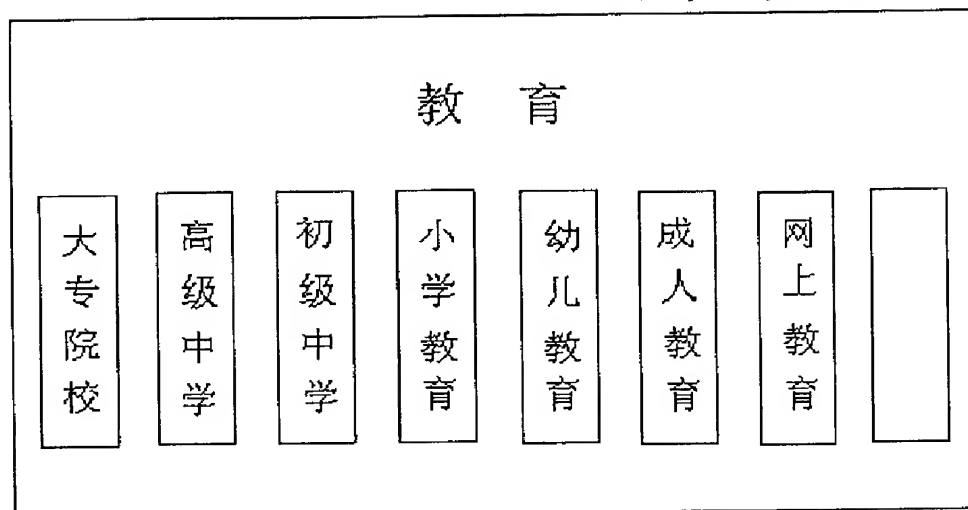 教 育
大专院校
高级中学
初级中学
小学教育
幼儿教育
成人教育
网上教育